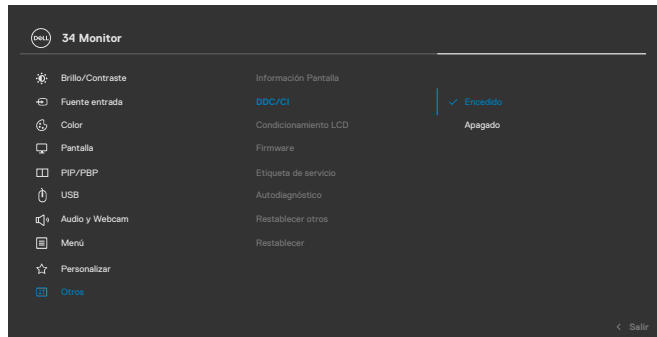 DELL 34 Monitor
Brillo/Contraste
Fuente entrada
Color
Pantalla
PIP/PBP
USB
Audio y Webcam
Menú
Personalizar
Otros
Información Pantalla
DDC/CI
Condicionamiento LCD
Firmware
Etiqueta de servicio
Autodiagnóstico
Restablecer otros
Restablecer
Encedido
Apagado
Salir